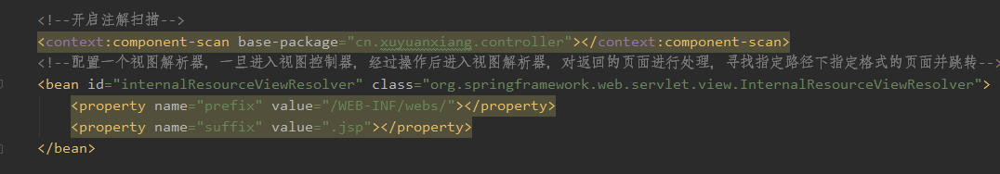 <!--开启注解扫描-->
<context:component-scan base-package="cn.xuyuanxiang.controller"></context:component-scan>
<!--配置一个视图解析器, 一旦进入视图控制器, 经过操作后进入视图解析器, 对返回的页面进行处理, 寻找指定路径下指定格式的页面并跳转-->
<bean id="internalResourceViewResolver" class="org.springframework.web.servlet.view.InternalResourceViewResolver">
<property name="prefix" value="/WEB-INF/webs/"></property>
<property name="suffix" value=".jsp"></property>
</bean>